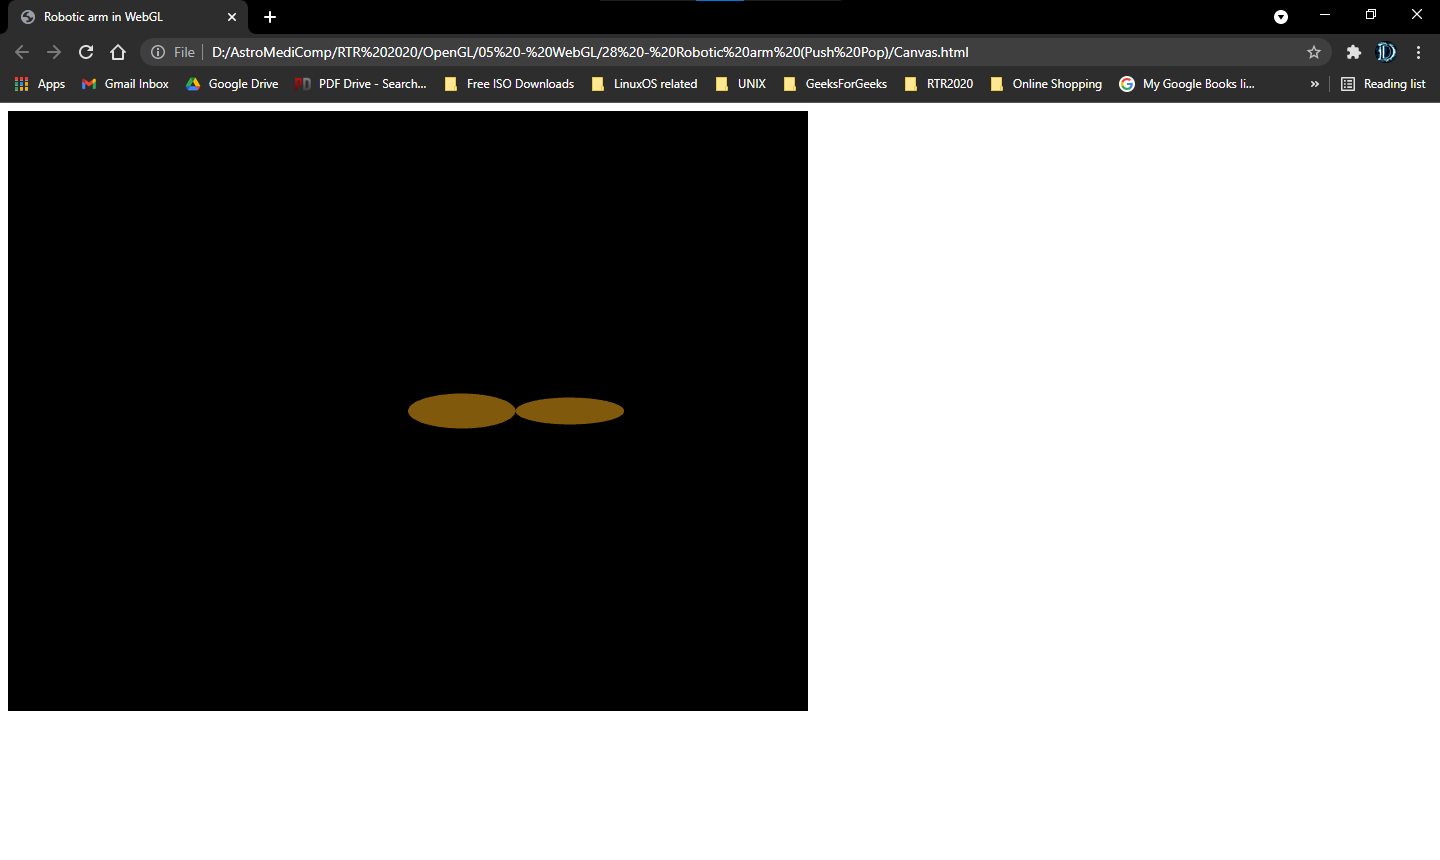 Robotic arm in WebGL
File D:/AstroMediComp/RTR%202020/OpenGL/05%20-%20WebGL/28%20-%20Robotic%20arm%20(Push%20Pop)/Canvas.html
Apps Gmail Inbox Google Drive PDF Drive - Search... Free ISO Downloads LinuxOS related UNIX GeeksForGeeks RTR2020 Online Shopping My Google Books li... » Reading list